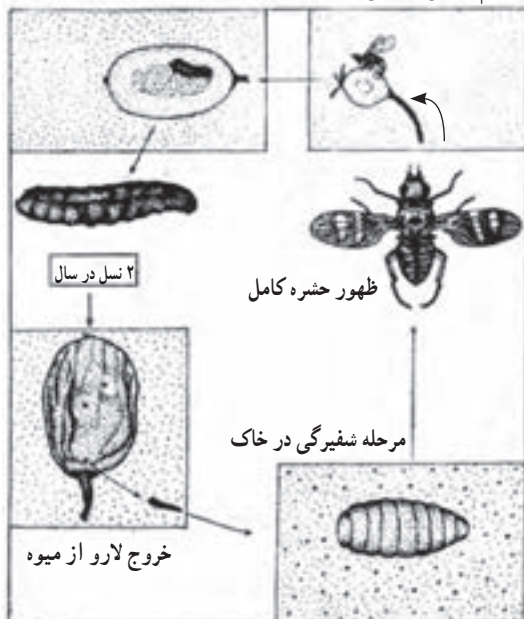 ۲ نسل در سال
ظهور حشره کامل
مرحله شفیرگی در خاک
خروج لارو از میوه